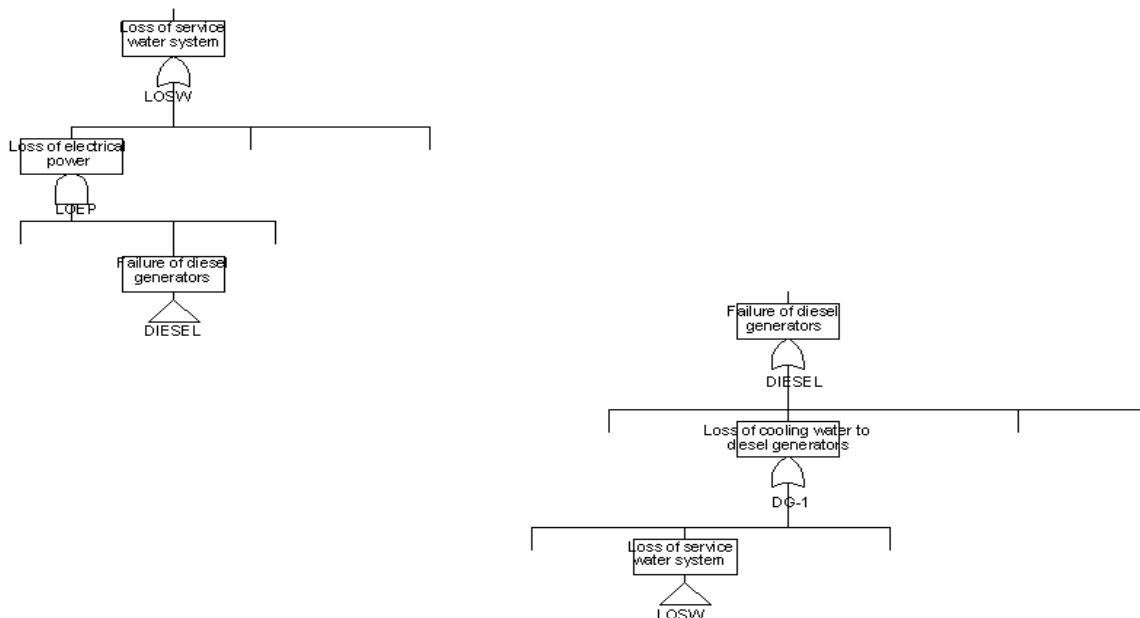 Loss of service
water system
LOSW
Loss of electrical
power
LOEP
Failure of diesel
generators
DIESEL
Failure of diesel
generators
DIESEL
Loss of cooling water to
diesel generators
DG-1
Loss of service
water system
LOSW